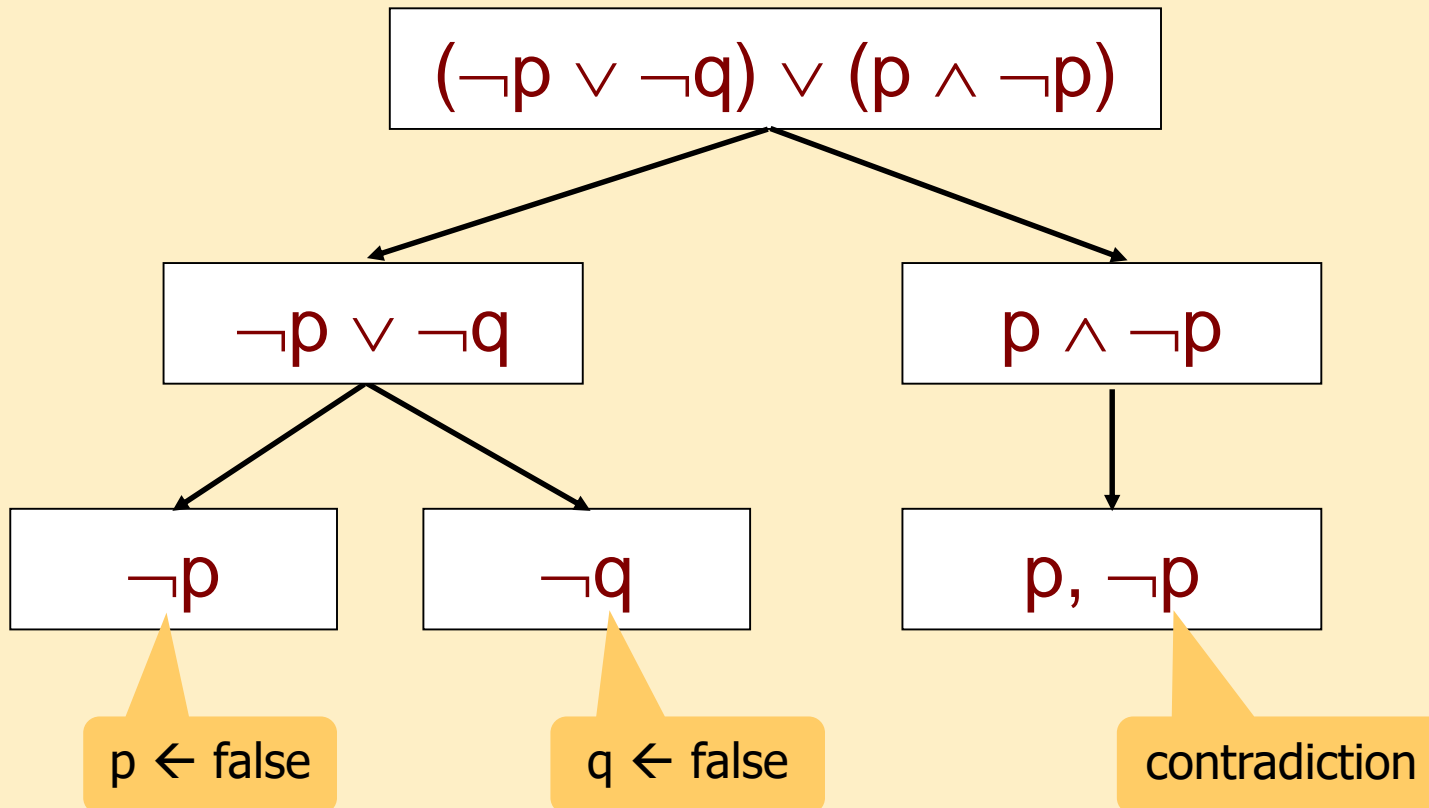 (¬p ∨ ¬q) ∨ (p ∧ ¬p)
¬p ∨ ¬q
p ∧ ¬p
¬p
¬q
p, ¬p
p ← false
q ← false
contradiction